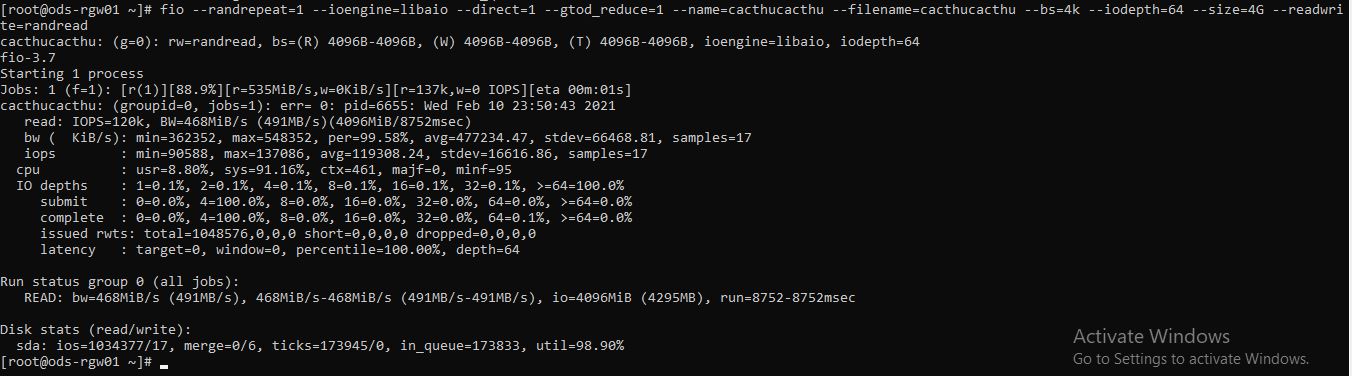 [root@ods-rgw01 ~]# fio --randrepeat=1 --ioengine=libaio --direct=1 --gtod_reduce=1 --name=cacthucacthu --filename=cacthucacthu --bs=4k --iodepth=64 --size=4G --readwri
te=randread
cacthucacthu: (g=0): rw=randread, bs=(R) 4096B-4096B, (W) 4096B-4096B, (T) 4096B-4096B, ioengine=libaio, iodepth=64
fio-3.7
Starting 1 process
Jobs: 1 (f=1): [r(1)][88.9%][r=535MiB/s,w=0KiB/s][r=137k,w=0 IOPS][eta 00m:01s]
cacthucacthu: (groupid=0, jobs=1): err= 0: pid=6655: Wed Feb 10 23:50:43 2021
   read: IOPS=120k, BW=468MiB/s (491MB/s)(4096MiB/8752msec)
   bw (  KiB/s): min=362352, max=548352, per=99.58%, avg=477234.47, stdev=66468.81, samples=17
   iops        : min=90588, max=137086, avg=119308.24, stdev=16616.86, samples=17
  cpu          : usr=8.80%, sys=91.16%, ctx=461, majf=0, minf=95
  IO depths    : 1=0.1%, 2=0.1%, 4=0.1%, 8=0.1%, 16=0.1%, 32=0.1%, >=64=100.0%
     submit    : 0=0.0%, 4=100.0%, 8=0.0%, 16=0.0%, 32=0.0%, 64=0.0%, >=64=0.0%
     complete  : 0=0.0%, 4=100.0%, 8=0.0%, 16=0.0%, 32=0.0%, 64=0.1%, >=64=0.0%
     issued rwts: total=1048576,0,0,0 short=0,0,0,0 dropped=0,0,0,0
     latency   : target=0, window=0, percentile=100.00%, depth=64

Run status group 0 (all jobs):
   READ: bw=468MiB/s (491MB/s), 468MiB/s-468MiB/s (491MB/s-491MB/s), io=4096MiB (4295MB), run=8752-8752msec

Disk stats (read/write):
  sda: ios=1034377/17, merge=0/6, ticks=173945/0, in_queue=173833, util=98.90%
[root@ods-rgw01 ~]#
Activate Windows
Go to Settings to activate Windows.